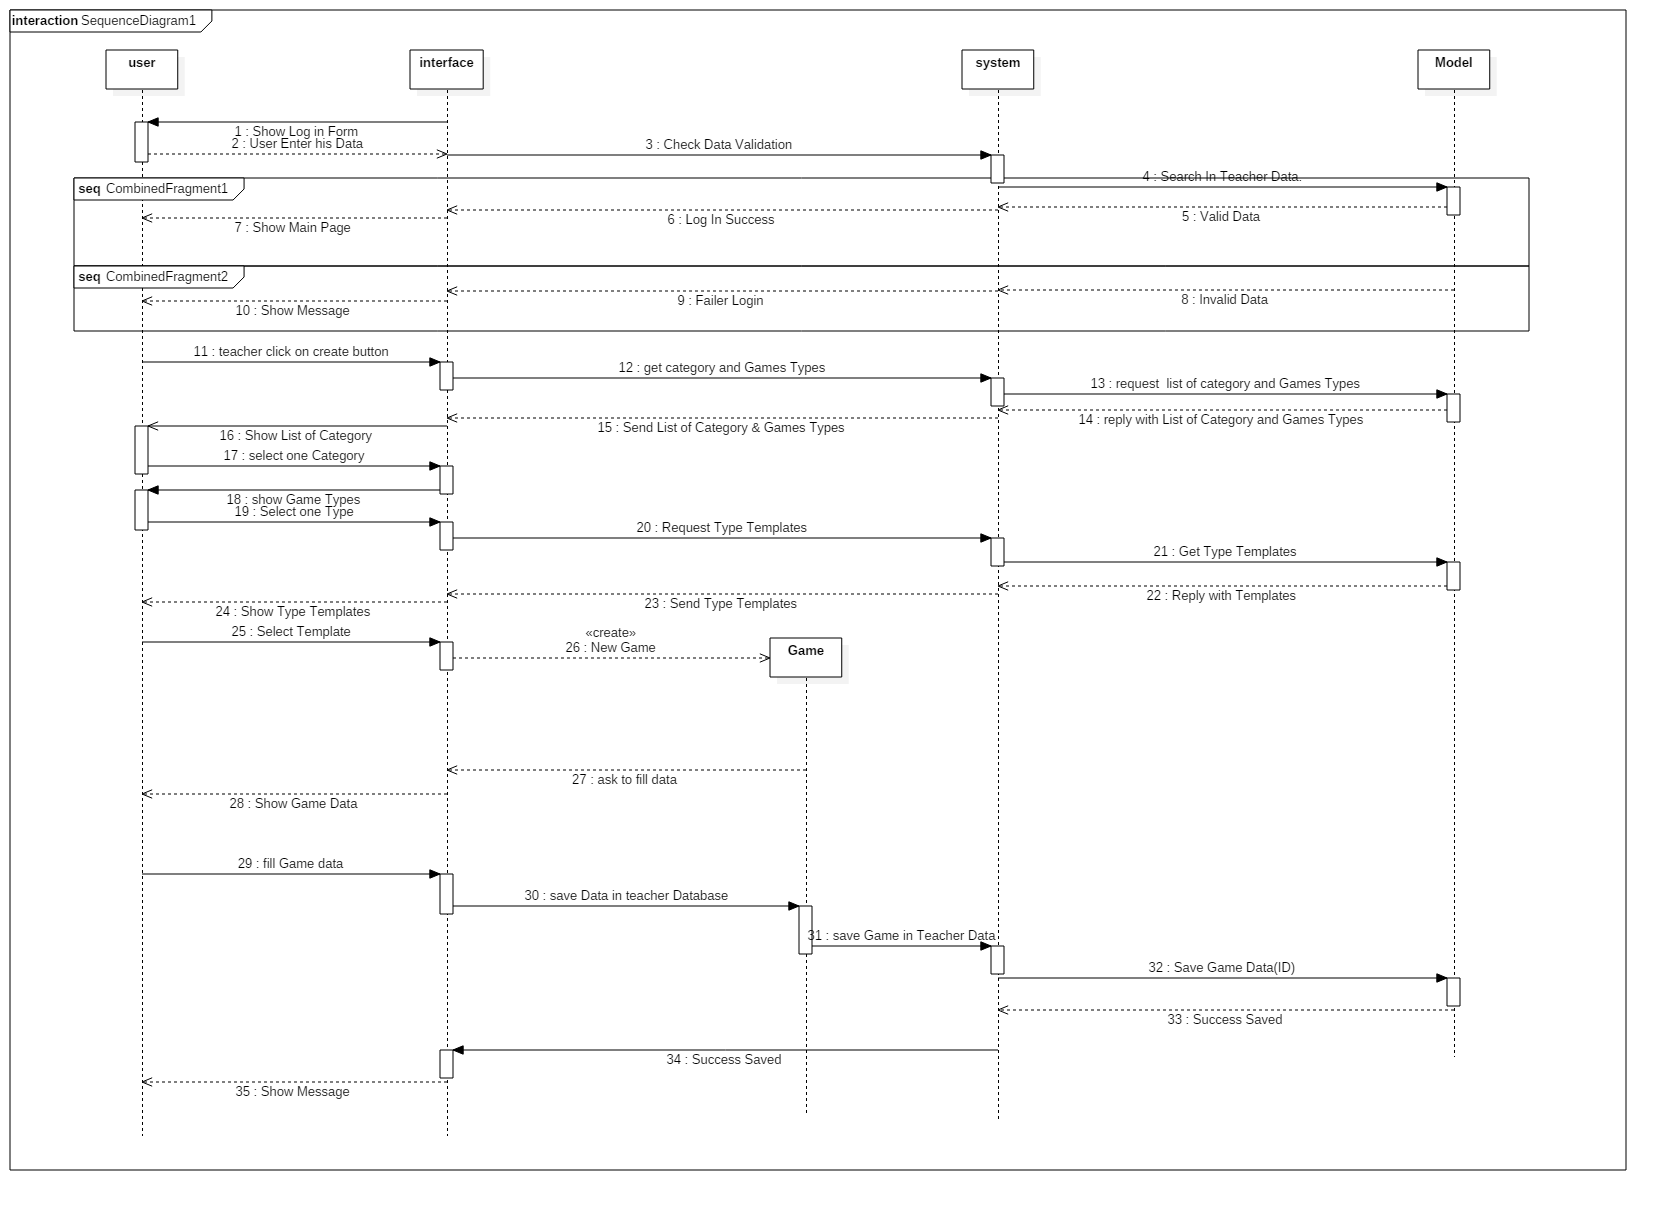 interaction SequenceDiagram1
user
interface
system
Model
1 : Show Log in Form
2 : User Enter his Data
3 : Check Data Validation
4 : Search In Teacher Data.
seq CombinedFragment1
5 : Valid Data
6 : Log In Success
7 : Show Main Page
seq CombinedFragment2
8 : Invalid Data
9 : Failer Login
10 : Show Message
11 : teacher click on create button
12 : get category and Games Types
13 : request  list of category and Games Types
14 : reply with List of Category and Games Types
15 : Send List of Category & Games Types
16 : Show List of Category
17 : select one Category
18 : show Game Types
19 : Select one Type
20 : Request Type Templates
21 : Get Type Templates
22 : Reply with Templates
23 : Send Type Templates
24 : Show Type Templates
25 : Select Template
«create»
26 : New Game
Game
27 : ask to fill data
28 : Show Game Data
29 : fill Game data
30 : save Data in teacher Database
31 : save Game in Teacher Data
32 : Save Game Data(ID)
33 : Success Saved
34 : Success Saved
35 : Show Message